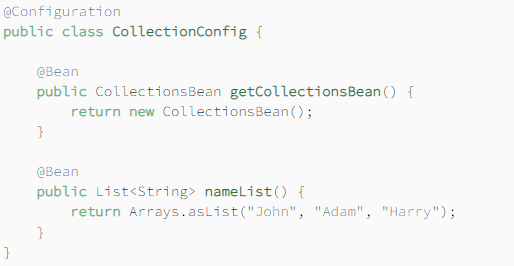 @Configuration
public class CollectionConfig {
@Bean
public CollectionsBean getCollectionsBean() {
return new CollectionsBean();
}
@Bean
public List<String> nameList() {
return Arrays.asList("John", "Adam", "Harry");
}
}